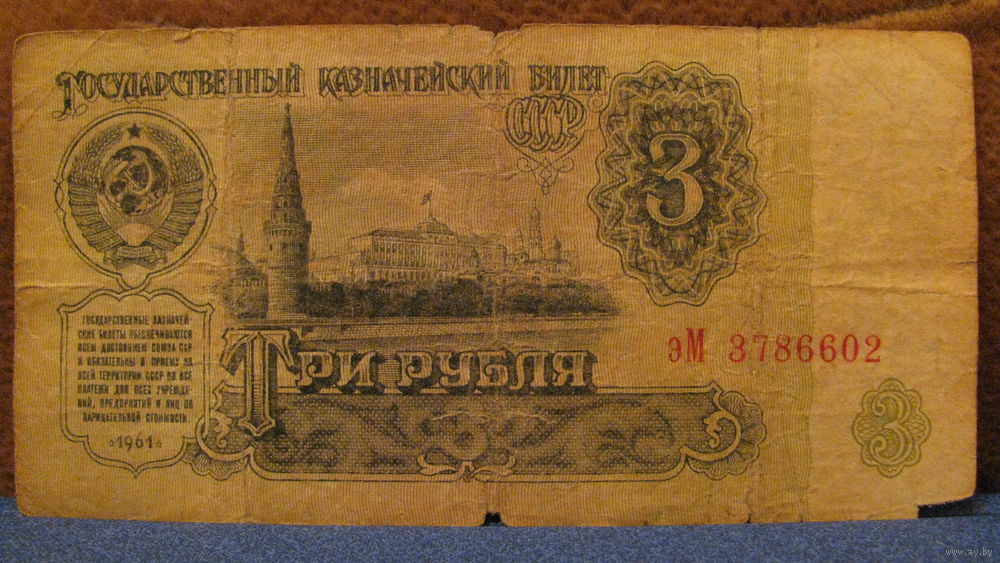 Государственный Казначейский Билет
СССР
3
ГОСУДАРСТВЕННЫЕ КАЗНАЧЕЙ-
СКИЕ БИЛЕТЫ ОБЕСПЕЧИВАЮТСЯ
ВСЕМ ДОСТОЯНИЕМ СОЮЗА ССР
И ОБЯЗАТЕЛЬНЫ К ПРИЕМУ НА
ВСЕЙ ТЕРРИТОРИИ СССР ВО ВСЕ
ПЛАТЕЖИ ДЛЯ ВСЕХ УЧРЕЖДЕ-
НИЙ, ПРЕДПРИЯТИЙ И ЛИЦ ПО
НАРИЦАТЕЛЬНОЙ СТОИМОСТИ.
1961
Три рубля
эМ 3786602
3
www.ay.by